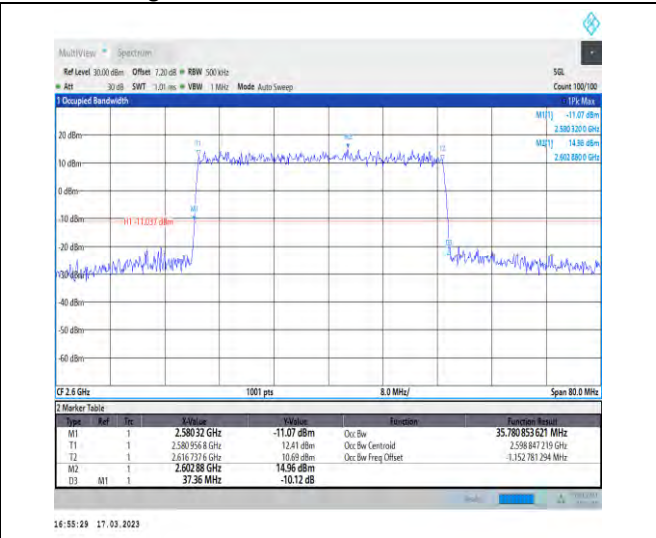 MultiView Spectrum
Ref Level 30.00 dBm Offset 7.20 dB RBW 500 kHz SGL
Att 30 dB SWT 1.01 ms VBW 1 MHz Mode Auto Sweep Count 100/100
1 Occupied Bandwidth 1Pk Max
M1[1] -11.07 dBm
2.580 320 0 GHz
M2[1] 14.96 dBm
2.602 880 0 GHz
20 dBm
T1 M2 T2
10 dBm
0 dBm
M1
-10 dBm
H1 -11.037 dBm
-20 dBm
-30 dBm
-40 dBm
-50 dBm
-60 dBm
CF 2.6 GHz 1001 pts 8.0 MHz/ Span 80.0 MHz
2 Marker Table
Type Ref Trc X-Value Y-Value Function Function Result
M1 1 2.580 32 GHz -11.07 dBm Occ Bw 35.780 853 621 MHz
T1 1 2.580 956 8 GHz 12.41 dBm Occ Bw Centroid 2.598 847 219 GHz
T2 1 2.616 737 6 GHz 10.69 dBm Occ Bw Freq Offset -1.152 781 294 MHz
M2 1 2.602 88 GHz 14.96 dBm
D3 M1 1 37.36 MHz -10.12 dB
16:55:29 17.03.2023